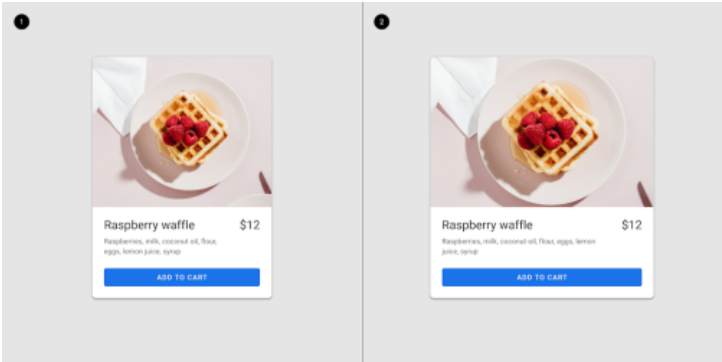 1
Raspberry waffle $12
Raspberries, milk, coconut oil, flour,
eggs, lemon juice, syrup
ADD TO CART
2
Raspberry waffle $12
Raspberries, milk, coconut oil, flour, eggs, lemon
juice, syrup
ADD TO CART